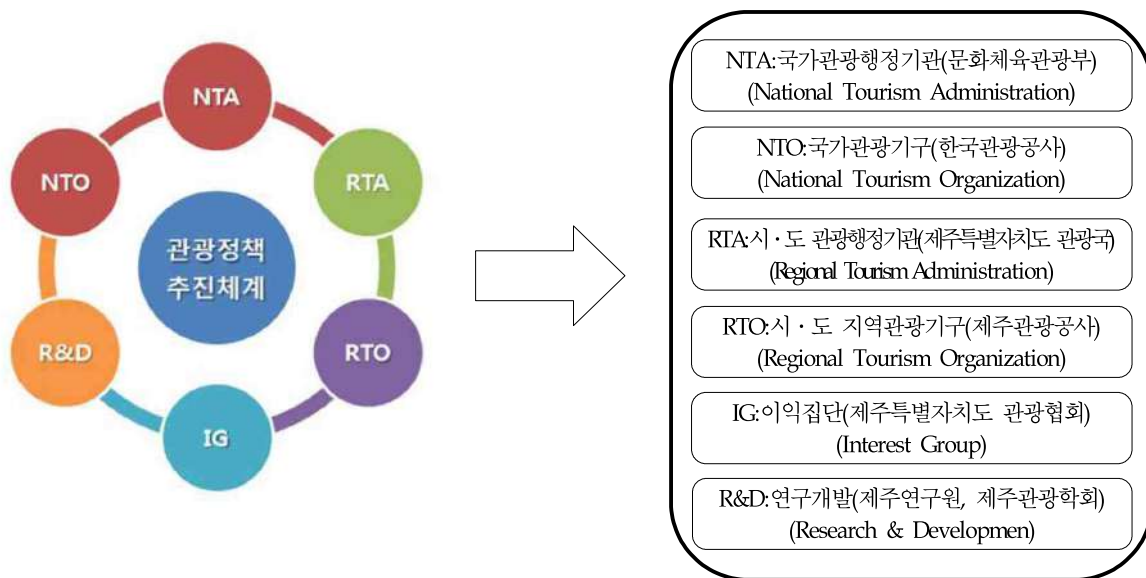 NTA
NTO
RTA
관광정책
추진체계
R&D
RTO
IG
NTA:국가관광행정기관(문화체육관광부)
(National Tourism Administration)
NTO:국가관광기구(한국관광공사)
(National Tourism Organization)
RTA:시·도 관광행정기관(제주특별자치도 관광국)
(Regional Tourism Administration)
RTO:시·도 지역관광기구(제주관광공사)
(Regional Tourism Organization)
IG:이익집단(제주특별자치도 관광협회)
(Interest Group)
R&D:연구개발(제주연구원, 제주관광학회)
(Research & Developmen)